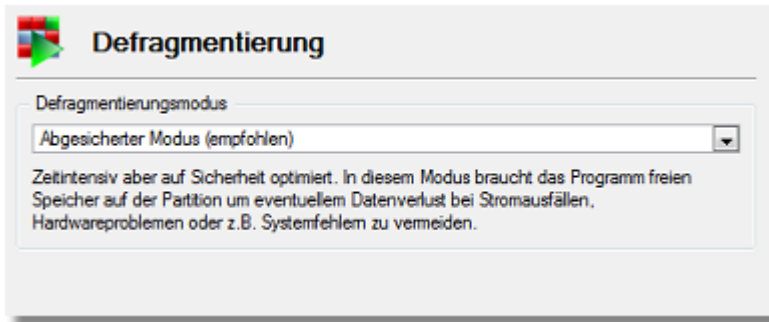 Defragmentierung
Defragmentierungsmodus
Abgesicherter Modus (empfohlen)
Zeitintensiv aber auf Sicherheit optimiert. In diesem Modus braucht das Programm freien
Speicher auf der Partition um eventuellem Datenverlust bei Stromausfällen,
Hardwareproblemen oder z.B. Systemfehlern zu vermeiden.